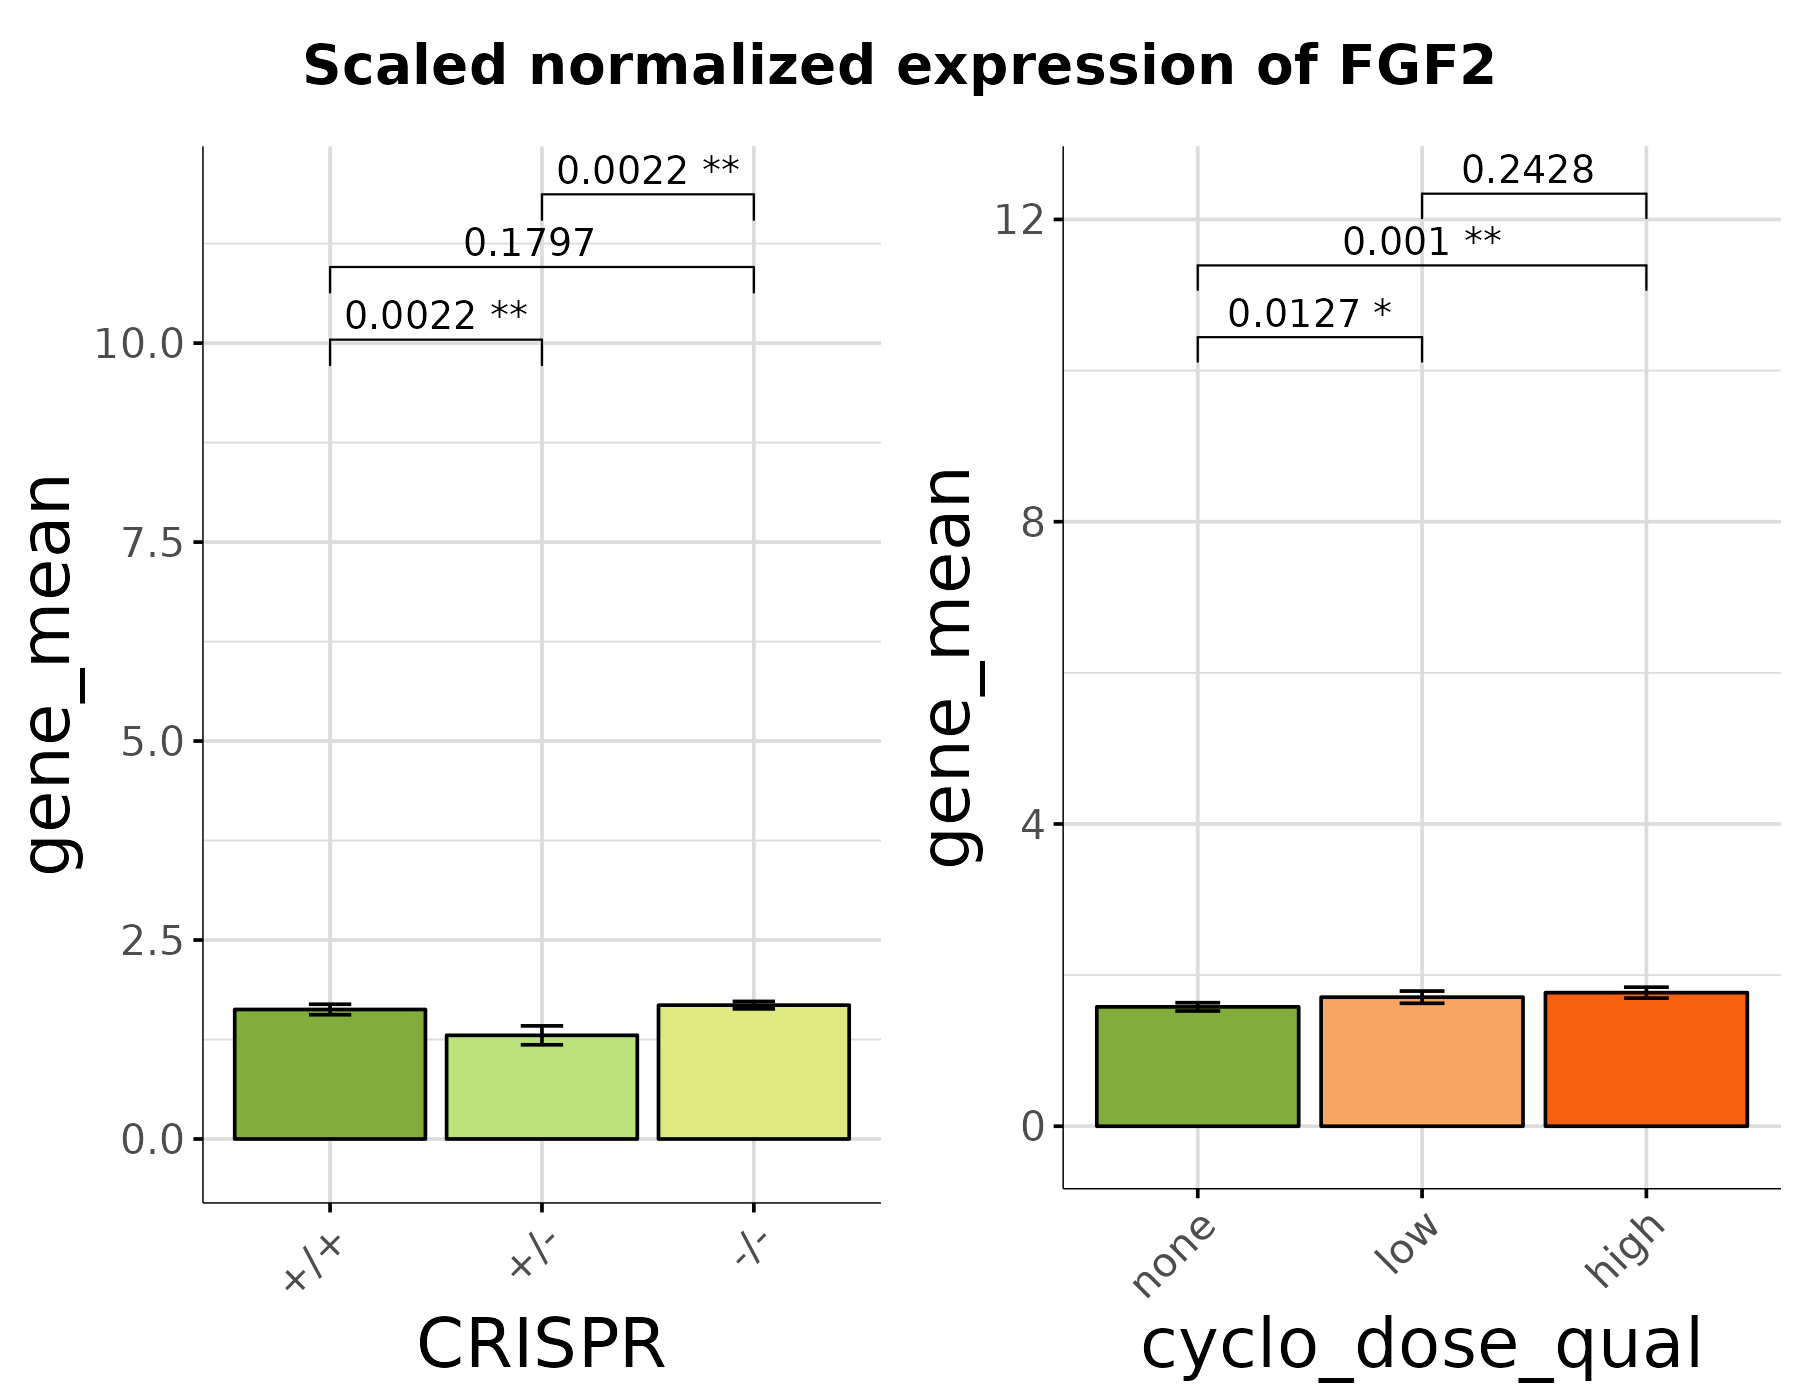 Scaled normalized expression of FGF2
0.0022 **
0.1797
0.0022 **
10.0
7.5
5.0
2.5
0.0
gene_mean
+/+
+/-
-/-
CRISPR
0.2428
0.001 **
0.0127 *
12
8
4
0
gene_mean
none
low
high
cyclo_dose_qual